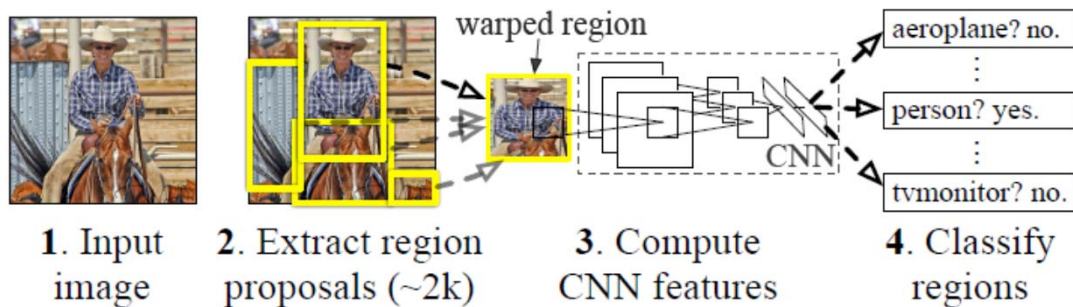 warped region
aeroplane? no.
⋮
person? yes.
CNN
⋮
tvmonitor? no.
1. Input
image
2. Extract region
proposals (~2k)
3. Compute
CNN features
4. Classify
regions